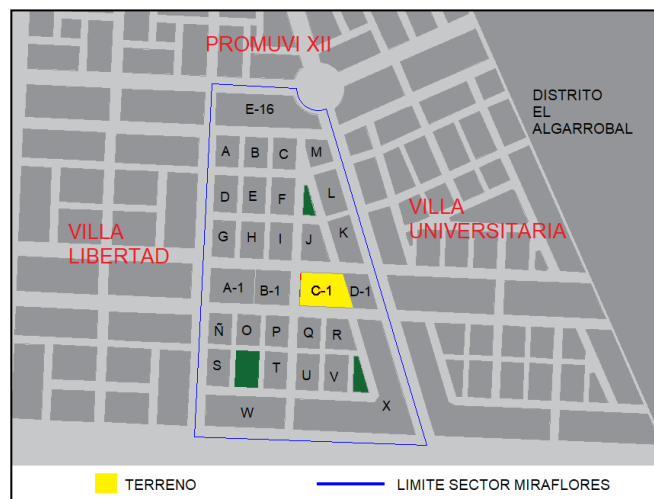 PROMUVI XII
DISTRITO
EL
ALGARROBAL
E-16
A B C M
D E F L
VILLA
LIBERTAD
VILLA
UNIVERSITARIA
G H I J K
A-1 B-1 C-1 D-1
Ñ O P Q R
S T U V
W X
TERRENO
LIMITE SECTOR MIRAFLORES